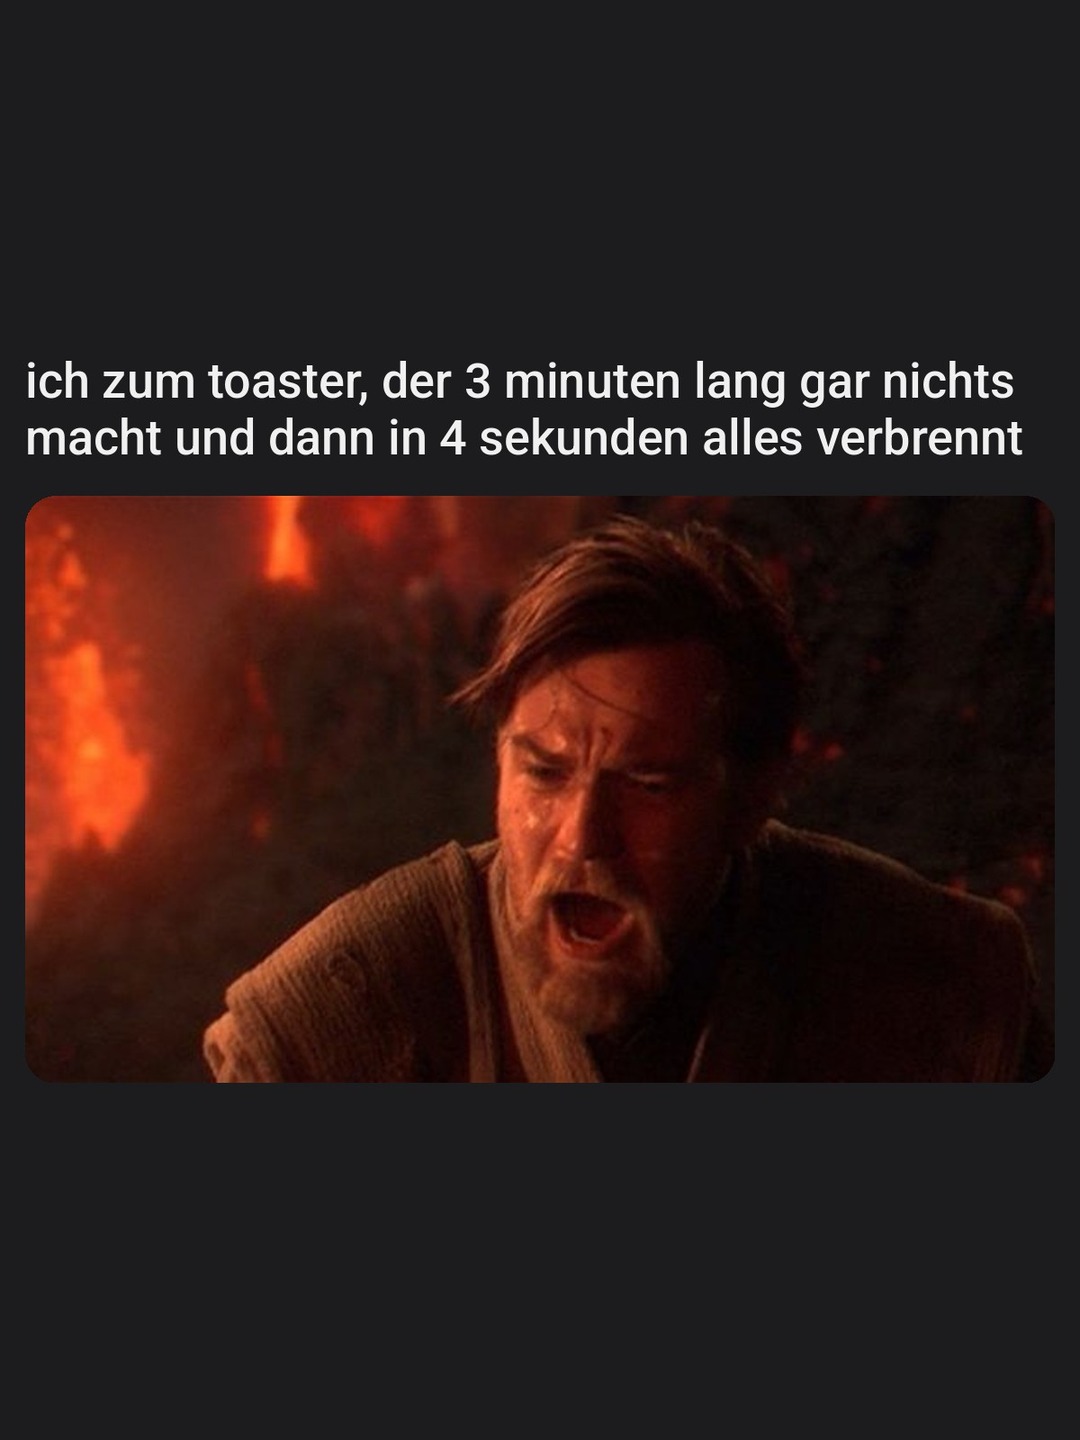 ich zum toaster, der 3 minuten lang gar nichts
macht und dann in 4 sekunden alles verbrennt